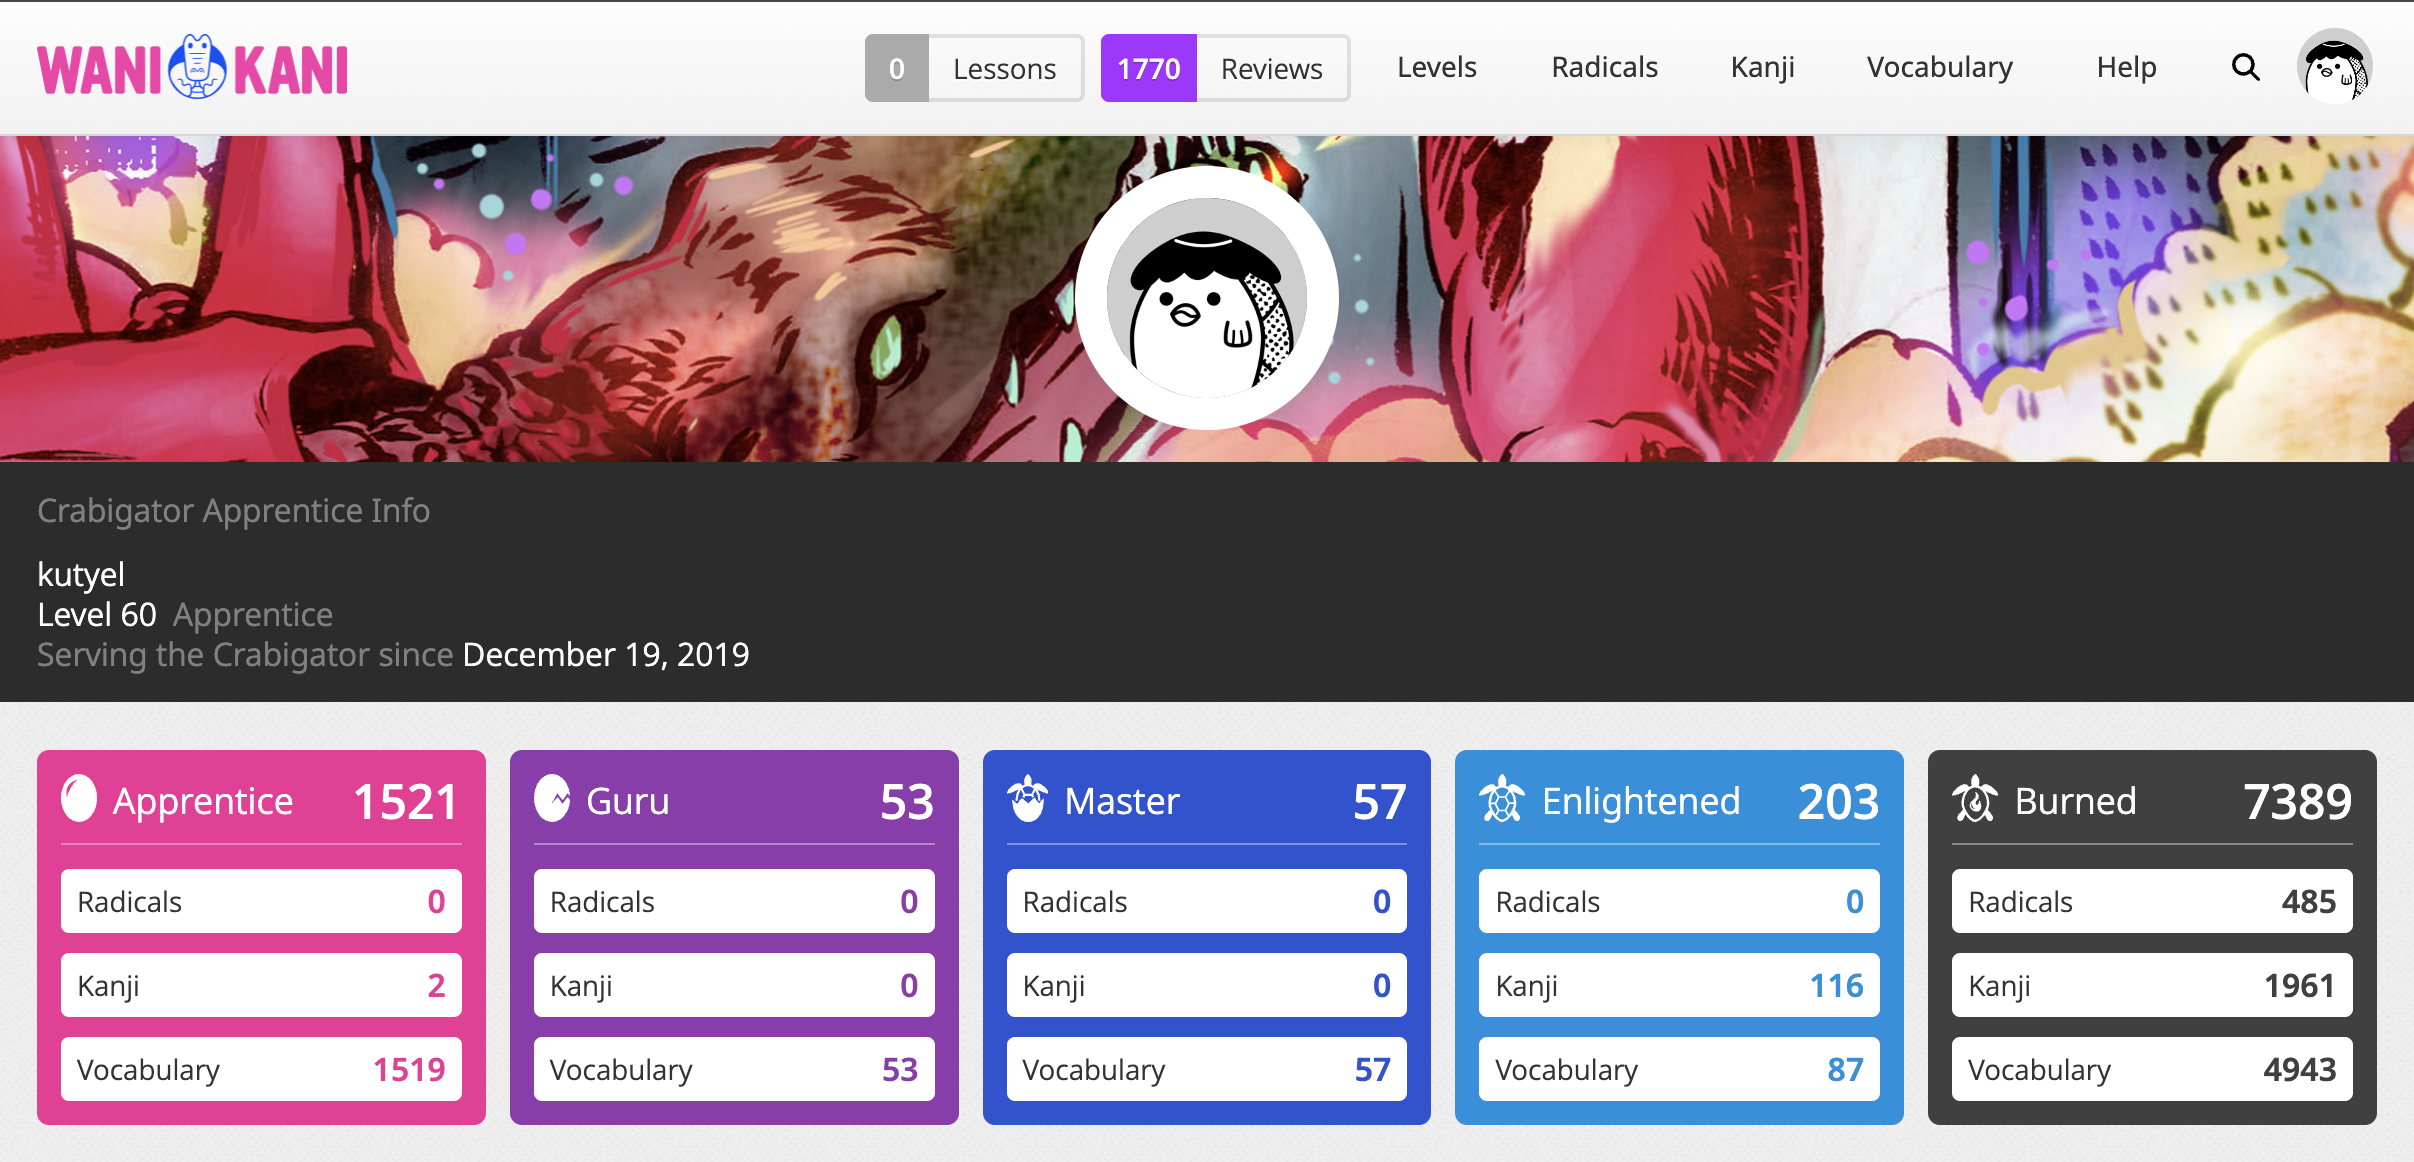 WANI KANI
0 Lessons 1770 Reviews Levels Radicals Kanji Vocabulary Help
Crabigator Apprentice Info
kutyel
Level 60 Apprentice
Serving the Crabigator since December 19, 2019
Apprentice 1521
Radicals 0
Kanji 2
Vocabulary 1519
Guru 53
Radicals 0
Kanji 0
Vocabulary 53
Master 57
Radicals 0
Kanji 0
Vocabulary 57
Enlightened 203
Radicals 0
Kanji 116
Vocabulary 87
Burned 7389
Radicals 485
Kanji 1961
Vocabulary 4943